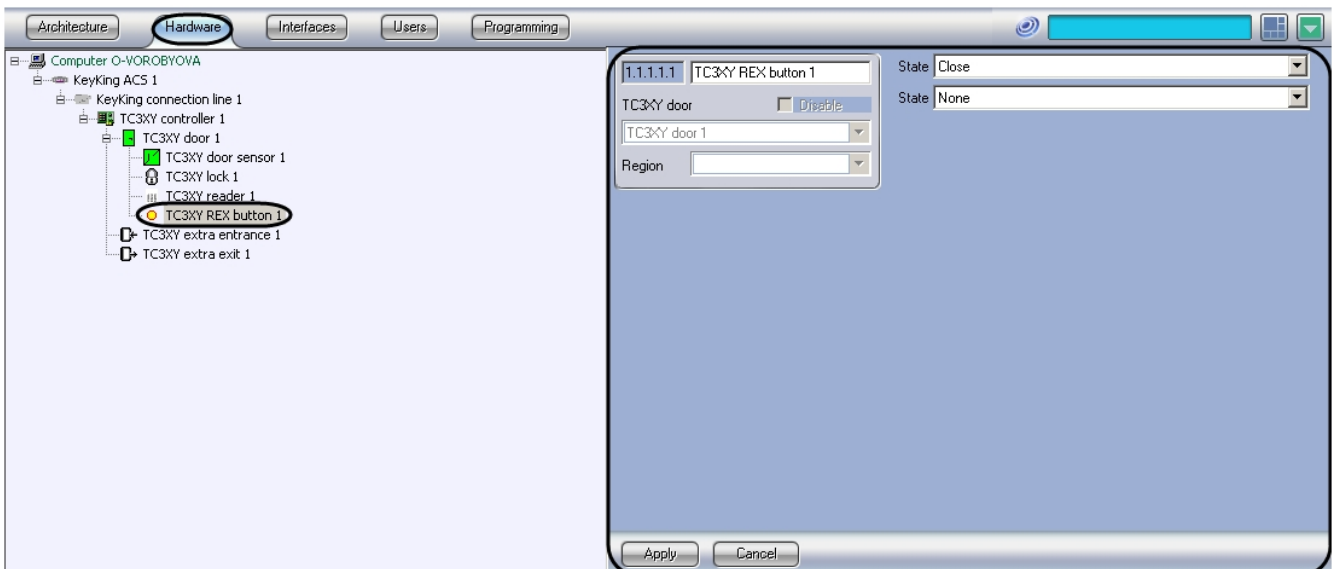 Architecture Hardware Interfaces Users Programming
Computer O-VOROBYOVA
KeyKing ACS 1
KeyKing connection line 1
TC3XY controller 1
TC3XY door 1
TC3XY door sensor 1
TC3XY lock 1
TC3XY reader 1
TC3XY REX button 1
TC3XY extra entrance 1
TC3XY extra exit 1
1.1.1.1.1 TC3XY REX button 1
TC3XY door Disable
TC3XY door 1
Region
State Close
State None
Apply Cancel